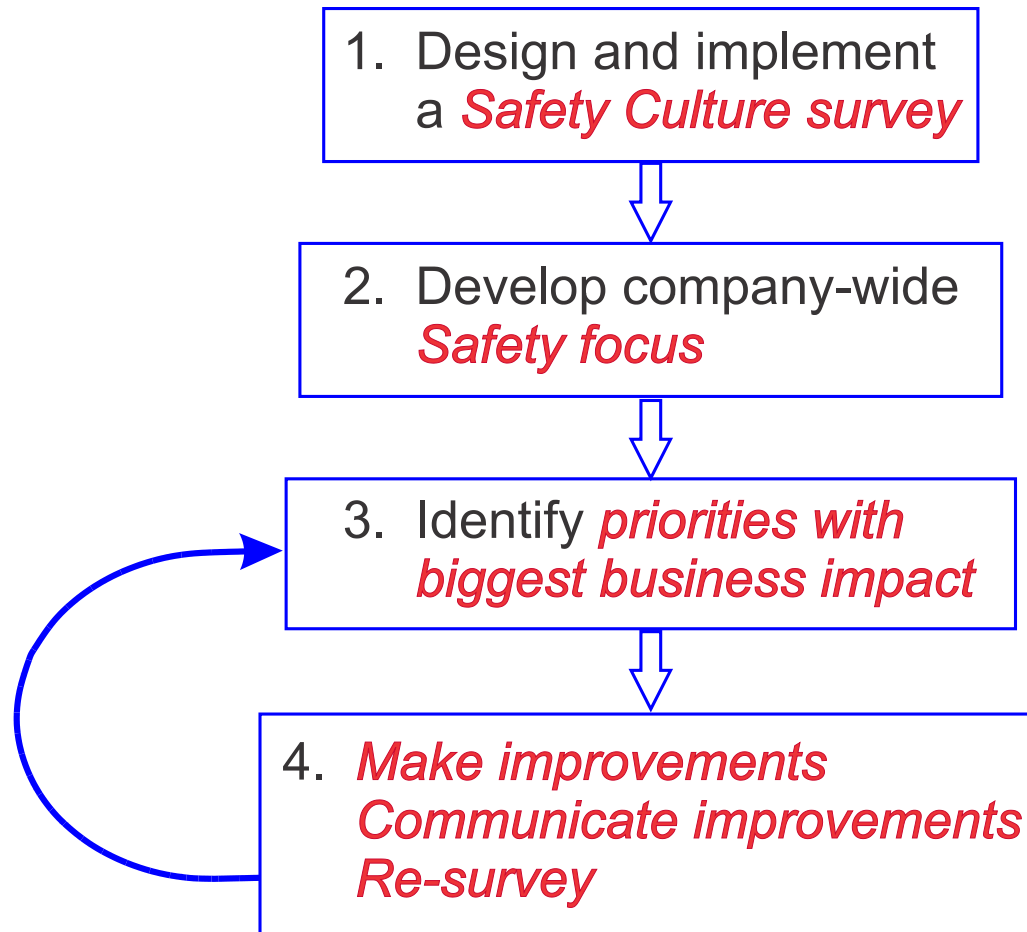 1. Design and implement
a Safety Culture survey
2. Develop company-wide
Safety focus
3. Identify priorities with
biggest business impact
4. Make improvements
Communicate improvements
Re-survey